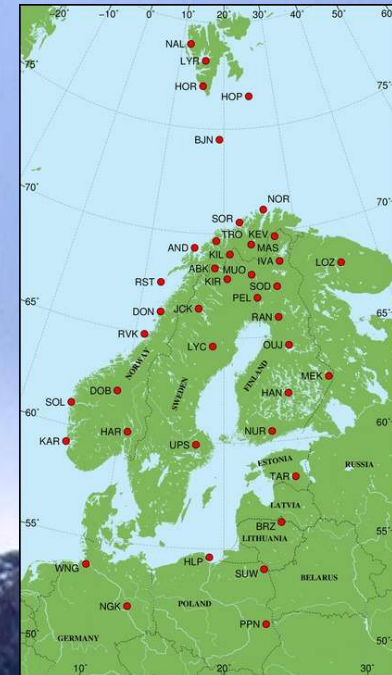 -20° -10° 0° 10° 20° 30° 40° 50° 60°
NAL
LYR
75°
HOR
HOP
75°
BJN
70°
70°
NOR
SOR
TRO
KEV
AND
MAS
KIL
IVA
LOZ
ABK
MUO
RST
KIR
SOD
65°
PEL
DON
JCK
RAN
65°
RVK
LYC
OUJ
NORWAY
SWEDEN
FINLAND
MEK
DOB
HAN
SOL
60°
HAR
NUR
60°
KAR
UPS
ESTONIA
RUSSIA
TAR
LATVIA
55°
BRZ
55°
LITHUANIA
HLP
WNG
SUW
BELARUS
NGK
POLAND
PPN
50°
GERMANY
50°
10° 20° 30°